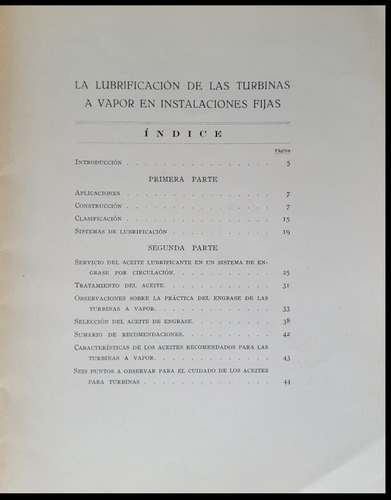 LA LUBRIFICACIÓN DE LAS TURBINAS
A VAPOR EN INSTALACIONES FIJAS
ÍNDICE
Página
INTRODUCCIÓN . . . . . . . . . . . . 5
PRIMERA PARTE
APLICACIONES . . . . . . . . . . . . 7
CONSTRUCCIÓN . . . . . . . . . . . . 7
CLASIFICACIÓN . . . . . . . . . . . . 15
SISTEMAS DE LUBRIFICACIÓN . . . . . . . . . 19
SEGUNDA PARTE
SERVICIO DEL ACEITE LUBRIFICANTE EN UN SISTEMA DE EN-
GRASE POR CIRCULACIÓN. . . . . . . . . . 25
TRATAMIENTO DEL ACEITE. . . . . . . . . . 31
OBSERVACIONES SOBRE LA PRÁCTICA DEL ENGRASE DE LAS
TURBINAS A VAPOR. . . . . . . . . . . 33
SELECCIÓN DEL ACEITE DE ENGRASE. . . . . . . . 38
SUMARIO DE RECOMENDACIONES. . . . . . . . . 42
CARACTERÍSTICAS DE LOS ACEITES RECOMENDADOS PARA LAS
TURBINAS A VAPOR. . . . . . . . . . . 43
SEIS PUNTOS A OBSERVAR PARA EL CUIDADO DE LOS ACEITES
PARA TURBINAS . . . . . . . . . . . 44